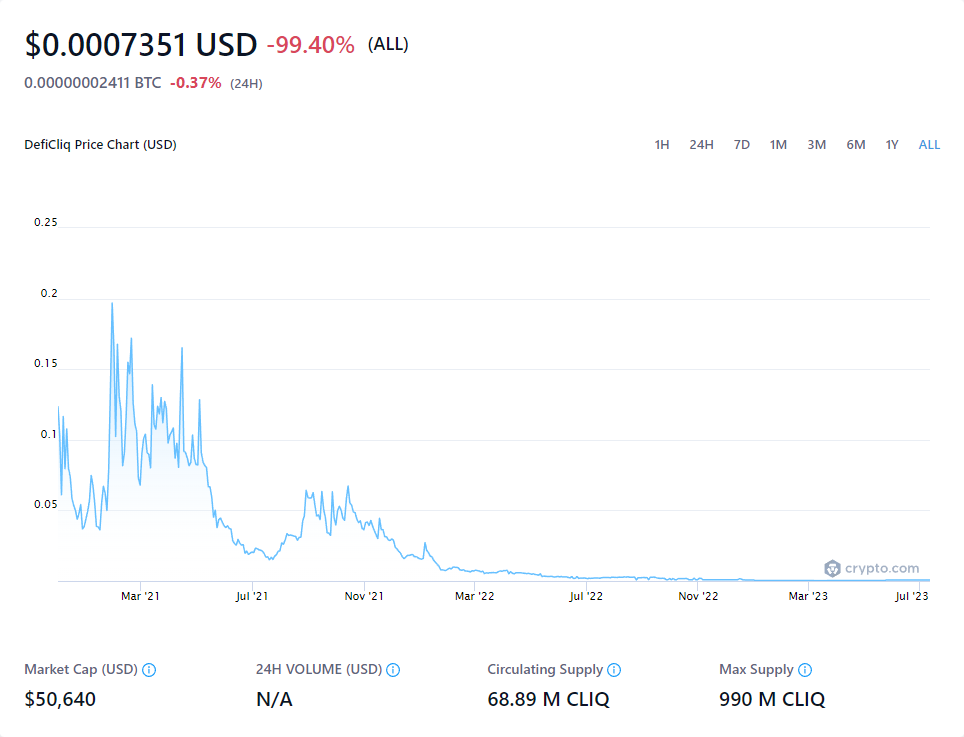 $0.0007351 USD -99.40% (ALL)
0.00000002411 BTC -0.37% (24H)
DefiCliq Price Chart (USD) 1H 24H 7D 1M 3M 6M 1Y ALL
0.25
0.2
0.15
0.1
0.05
crypto.com
Mar '21 Jul '21 Nov '21 Mar '22 Jul '22 Nov '22 Mar '23 Jul '23
Market Cap (USD) 24H VOLUME (USD) Circulating Supply Max Supply
$50,640 N/A 68.89 M CLIQ 990 M CLIQ